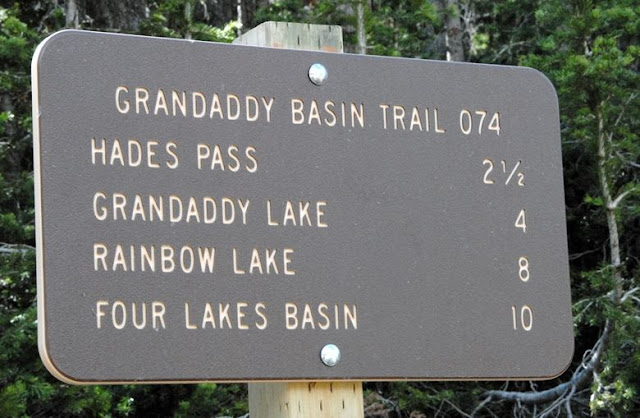 GRANDADDY BASIN TRAIL 074
HADES PASS 2½
GRANDADDY LAKE 4
RAINBOW LAKE 8
FOUR LAKES BASIN 10